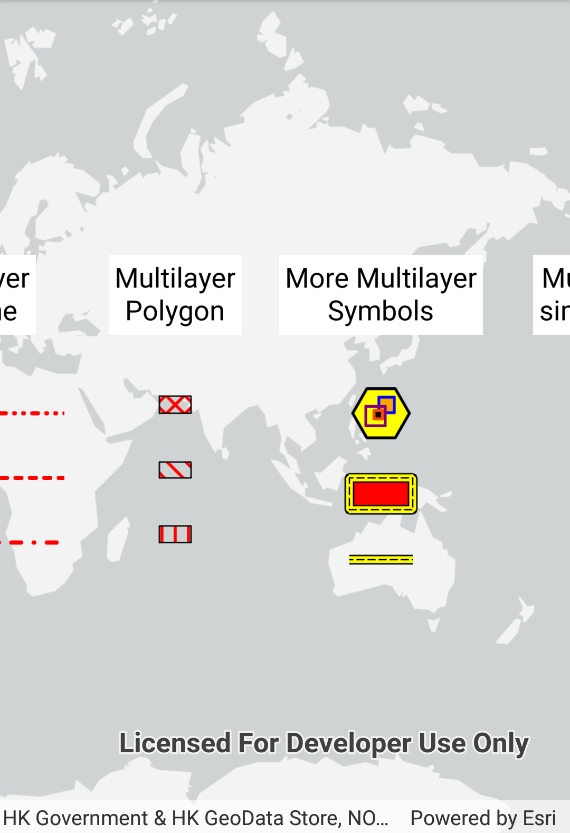 yer
ne
Multilayer
Polygon
More Multilayer
Symbols
Mu
sin
Licensed For Developer Use Only
HK Government & HK GeoData Store, NO…
Powered by Esri